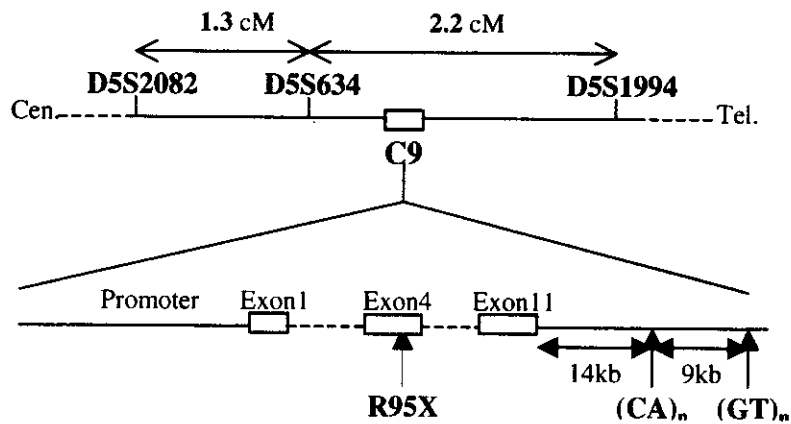 1.3 cM 2.2 cM
D5S2082 D5S634 D5S1994
Cen. Tel.
C9
Promoter Exon1 Exon4 Exon11
14kb 9kb
R95X (CA)n (GT)n